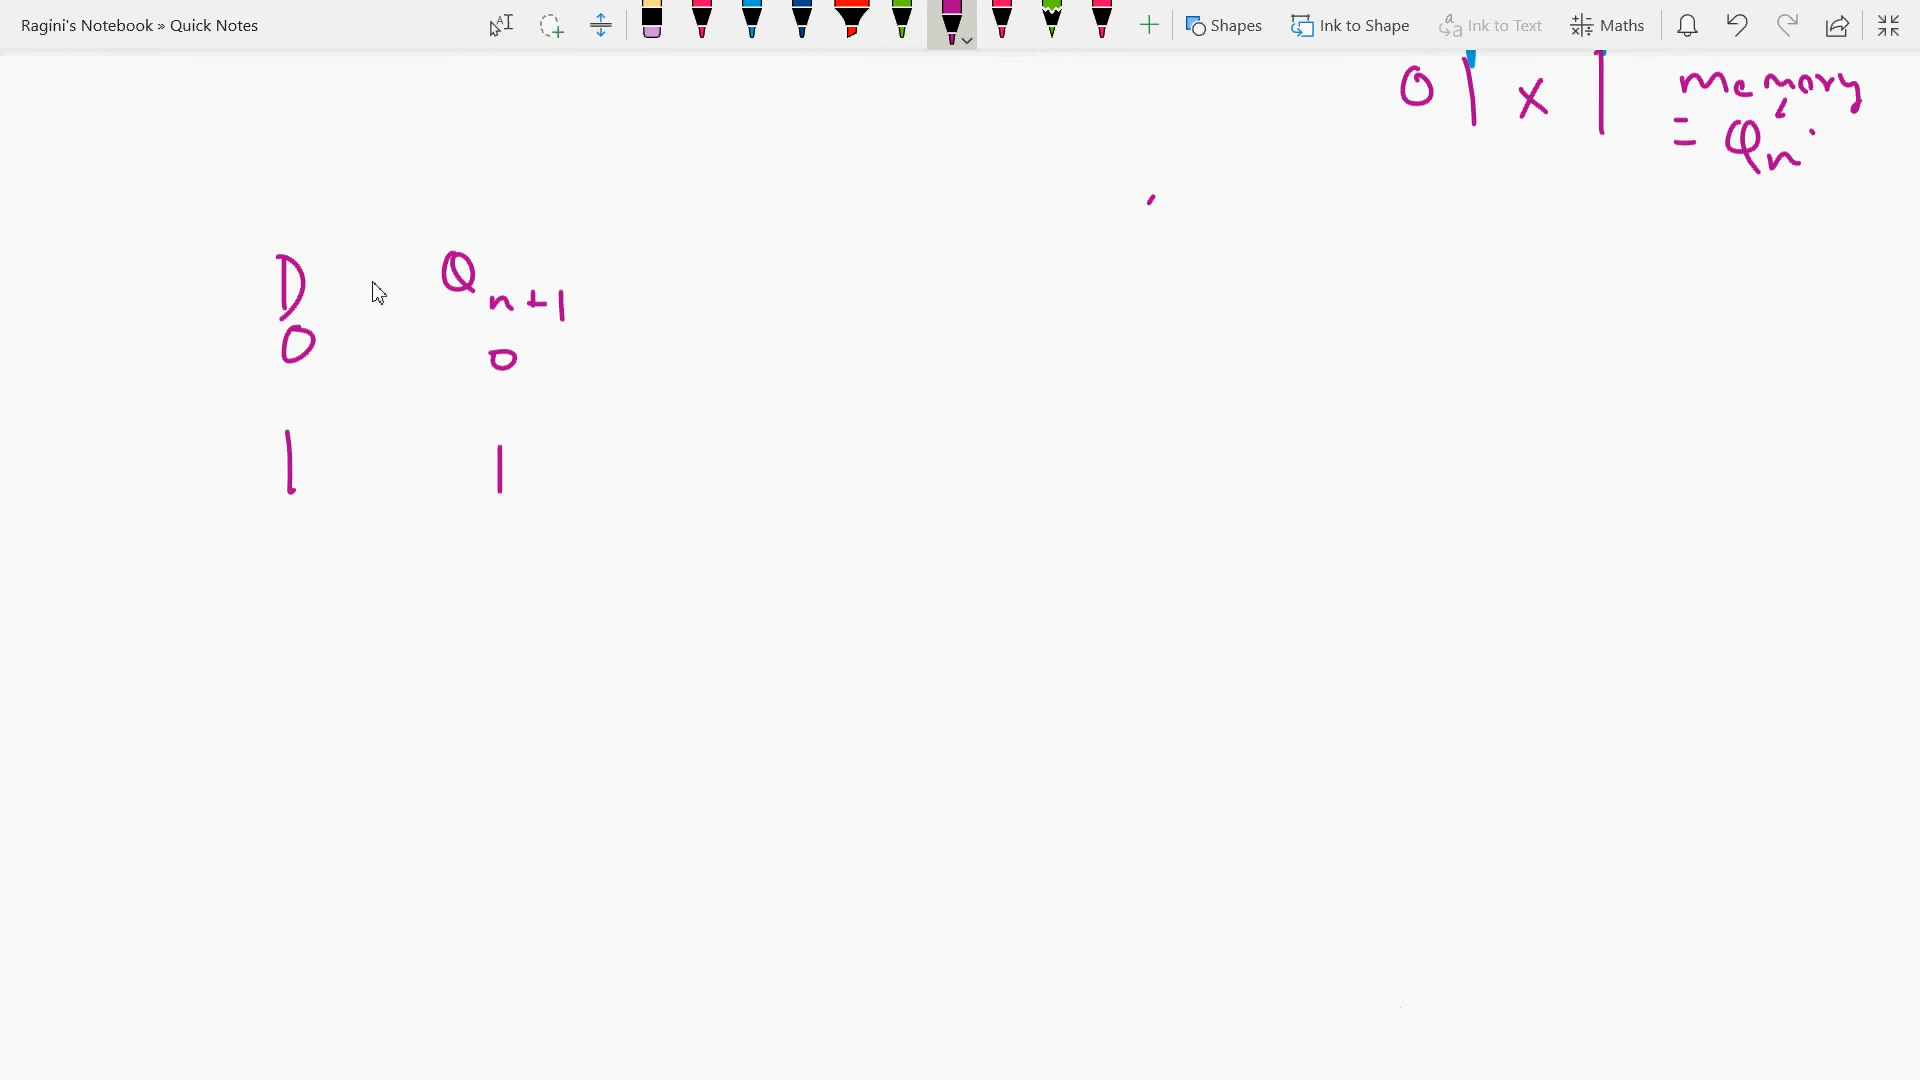 Ragini's Notebook » Quick Notes
Shapes
Ink to Shape
Ink to Text
Maths
0 | x | memory
= Qn
D Qn+1
0 0
1 1